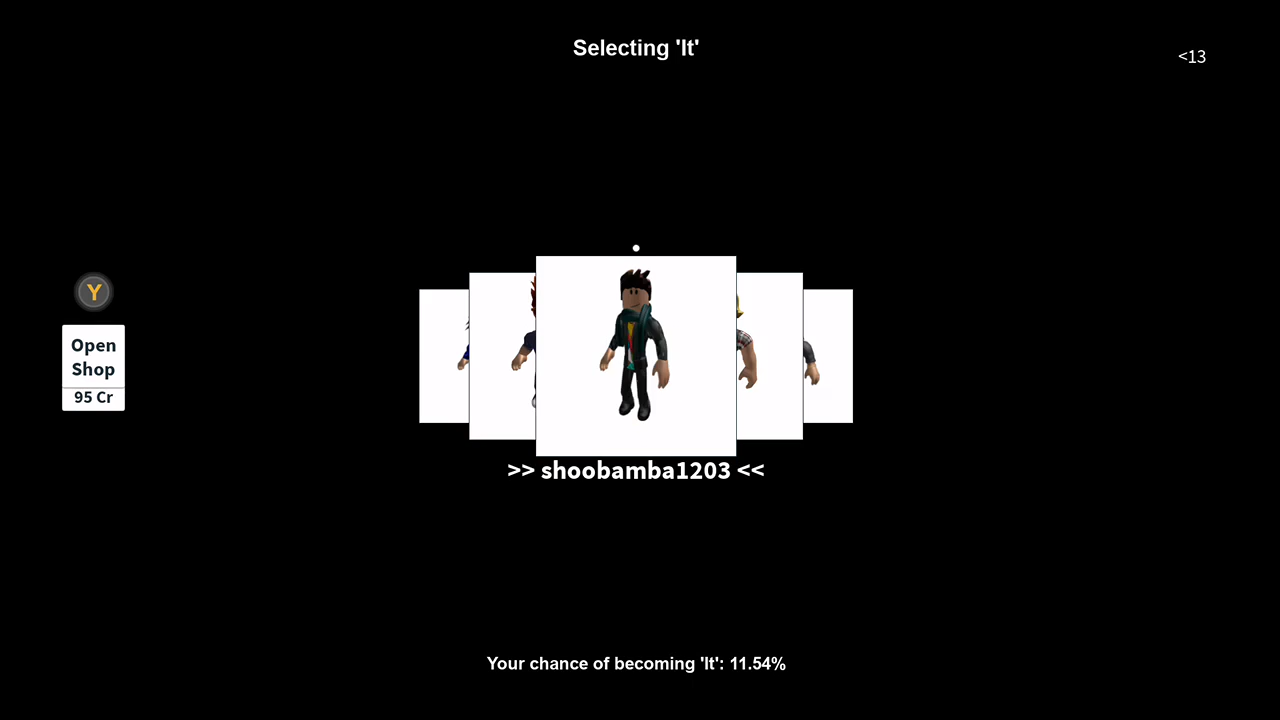 Selecting 'It'
<13
Y
Open
Shop
95 Cr
>> shoobamba1203 <<
Your chance of becoming 'It': 11.54%